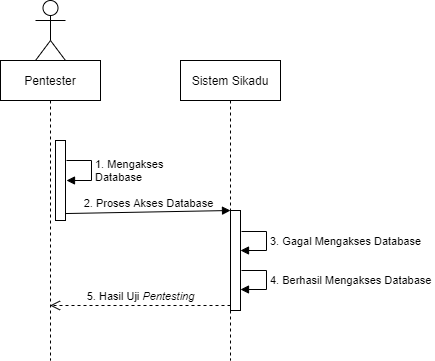 Pentester
Sistem Sikadu
1. Mengakses
Database
2. Proses Akses Database
3. Gagal Mengakses Database
4. Berhasil Mengakses Database
5. Hasil Uji Pentesting